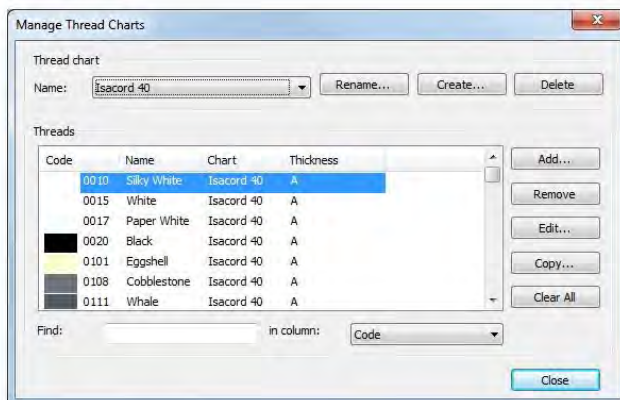 Manage Thread Charts
Thread chart
Name: Isacord 40 Rename... Create... Delete
Threads
Code Name Chart Thickness
0010 Silky White Isacord 40 A
0015 White Isacord 40 A
0017 Paper White Isacord 40 A
0020 Black Isacord 40 A
0101 Eggshell Isacord 40 A
0108 Cobblestone Isacord 40 A
0111 Whale Isacord 40 A
Add...
Remove
Edit...
Copy...
Clear All
Find: in column: Code
Close